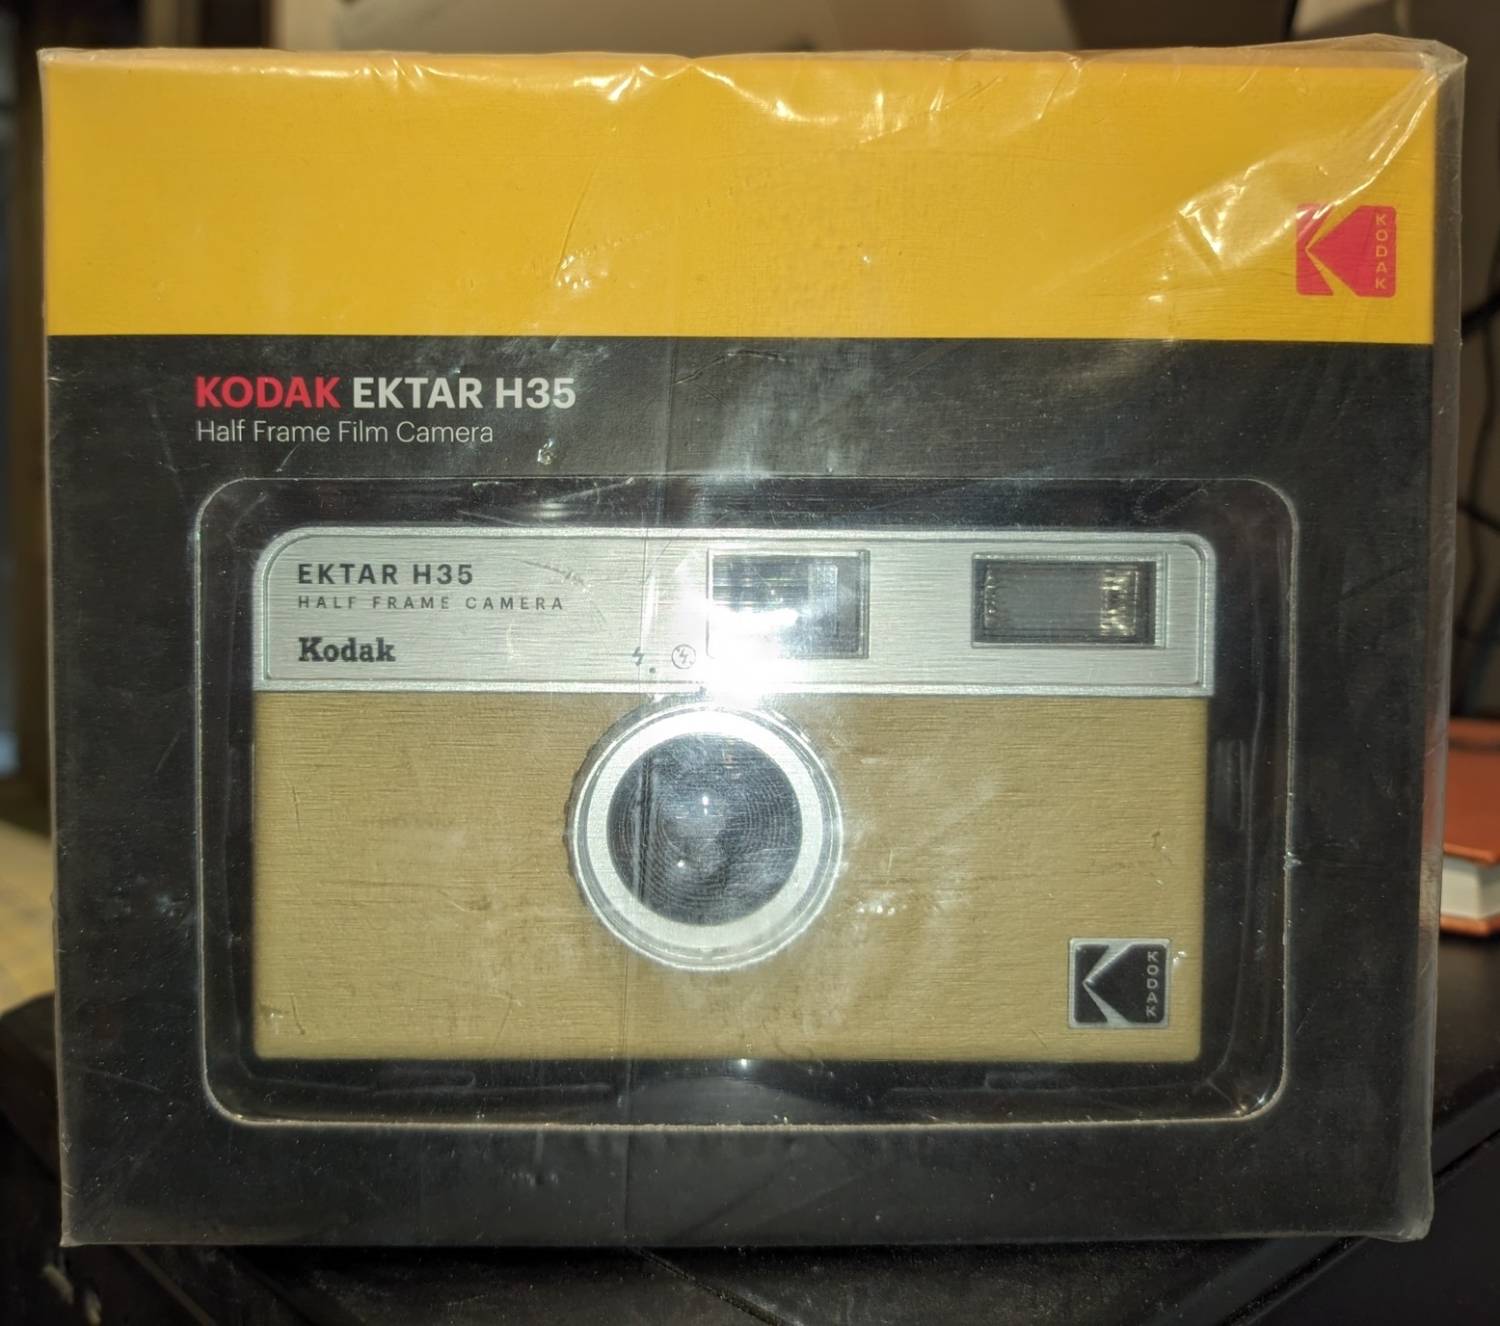 KODAK
KODAK EKTAR H35
Half Frame Film Camera
EKTAR H35
HALF FRAME CAMERA
Kodak
KODAK